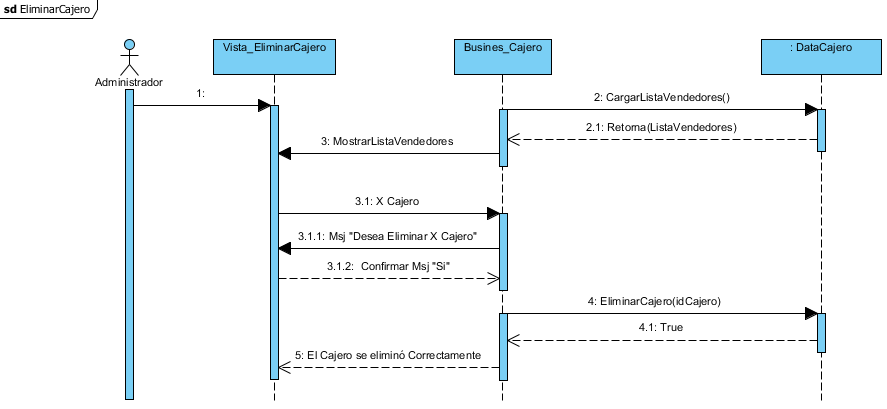 sd EliminarCajero
Vista_EliminarCajero
Busines_Cajero
: DataCajero
Administrador
1:
2: CargarListaVendedores()
2.1: Retorna(ListaVendedores)
3: MostrarListaVendedores
3.1: X Cajero
3.1.1: Msj "Desea Eliminar X Cajero"
3.1.2: Confirmar Msj "Si"
4: EliminarCajero(idCajero)
4.1: True
5: El Cajero se eliminó Correctamente